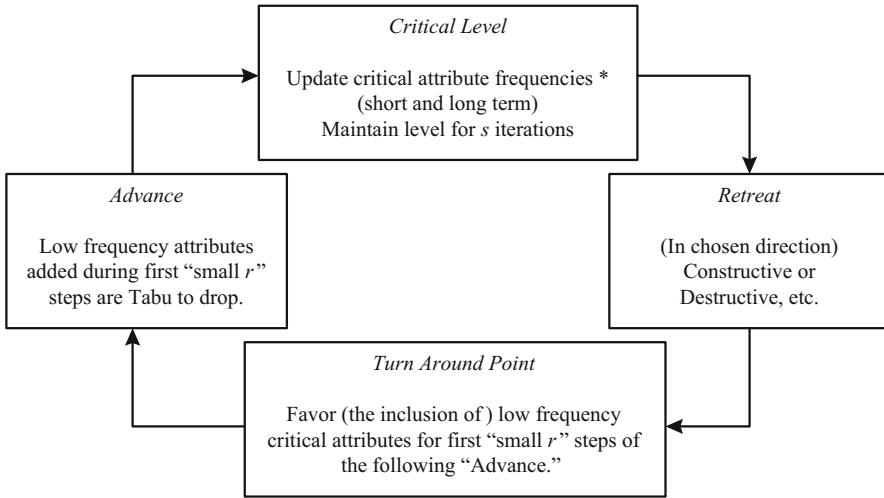 Critical Level
Update critical attribute frequencies *
(short and long term)
Maintain level for s iterations
Advance
Low frequency attributes
added during first “small r”
steps are Tabu to drop.
Retreat
(In chosen direction)
Constructive or
Destructive, etc.
Turn Around Point
Favor (the inclusion of) low frequency
critical attributes for first “small r” steps of
the following “Advance.”